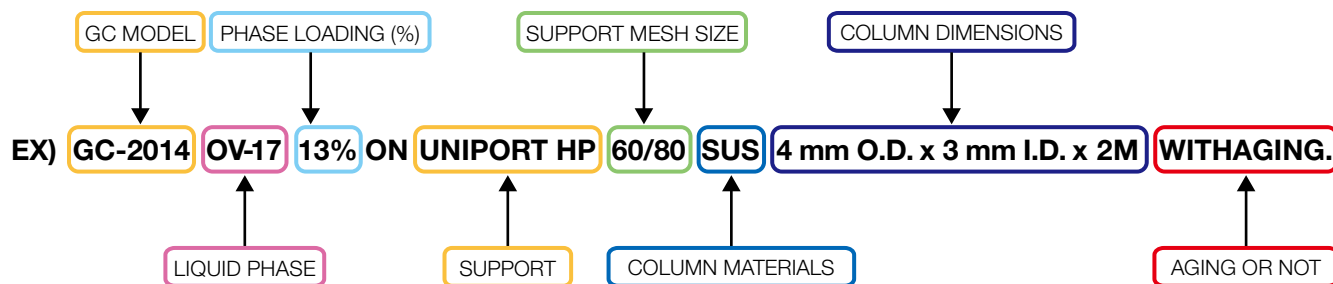 GC MODEL PHASE LOADING (%) SUPPORT MESH SIZE COLUMN DIMENSIONS
EX) GC-2014 OV-17 13% ON UNIPORT HP 60/80 SUS 4 mm O.D. x 3 mm I.D. x 2M WITHAGING.
LIQUID PHASE SUPPORT COLUMN MATERIALS AGING OR NOT